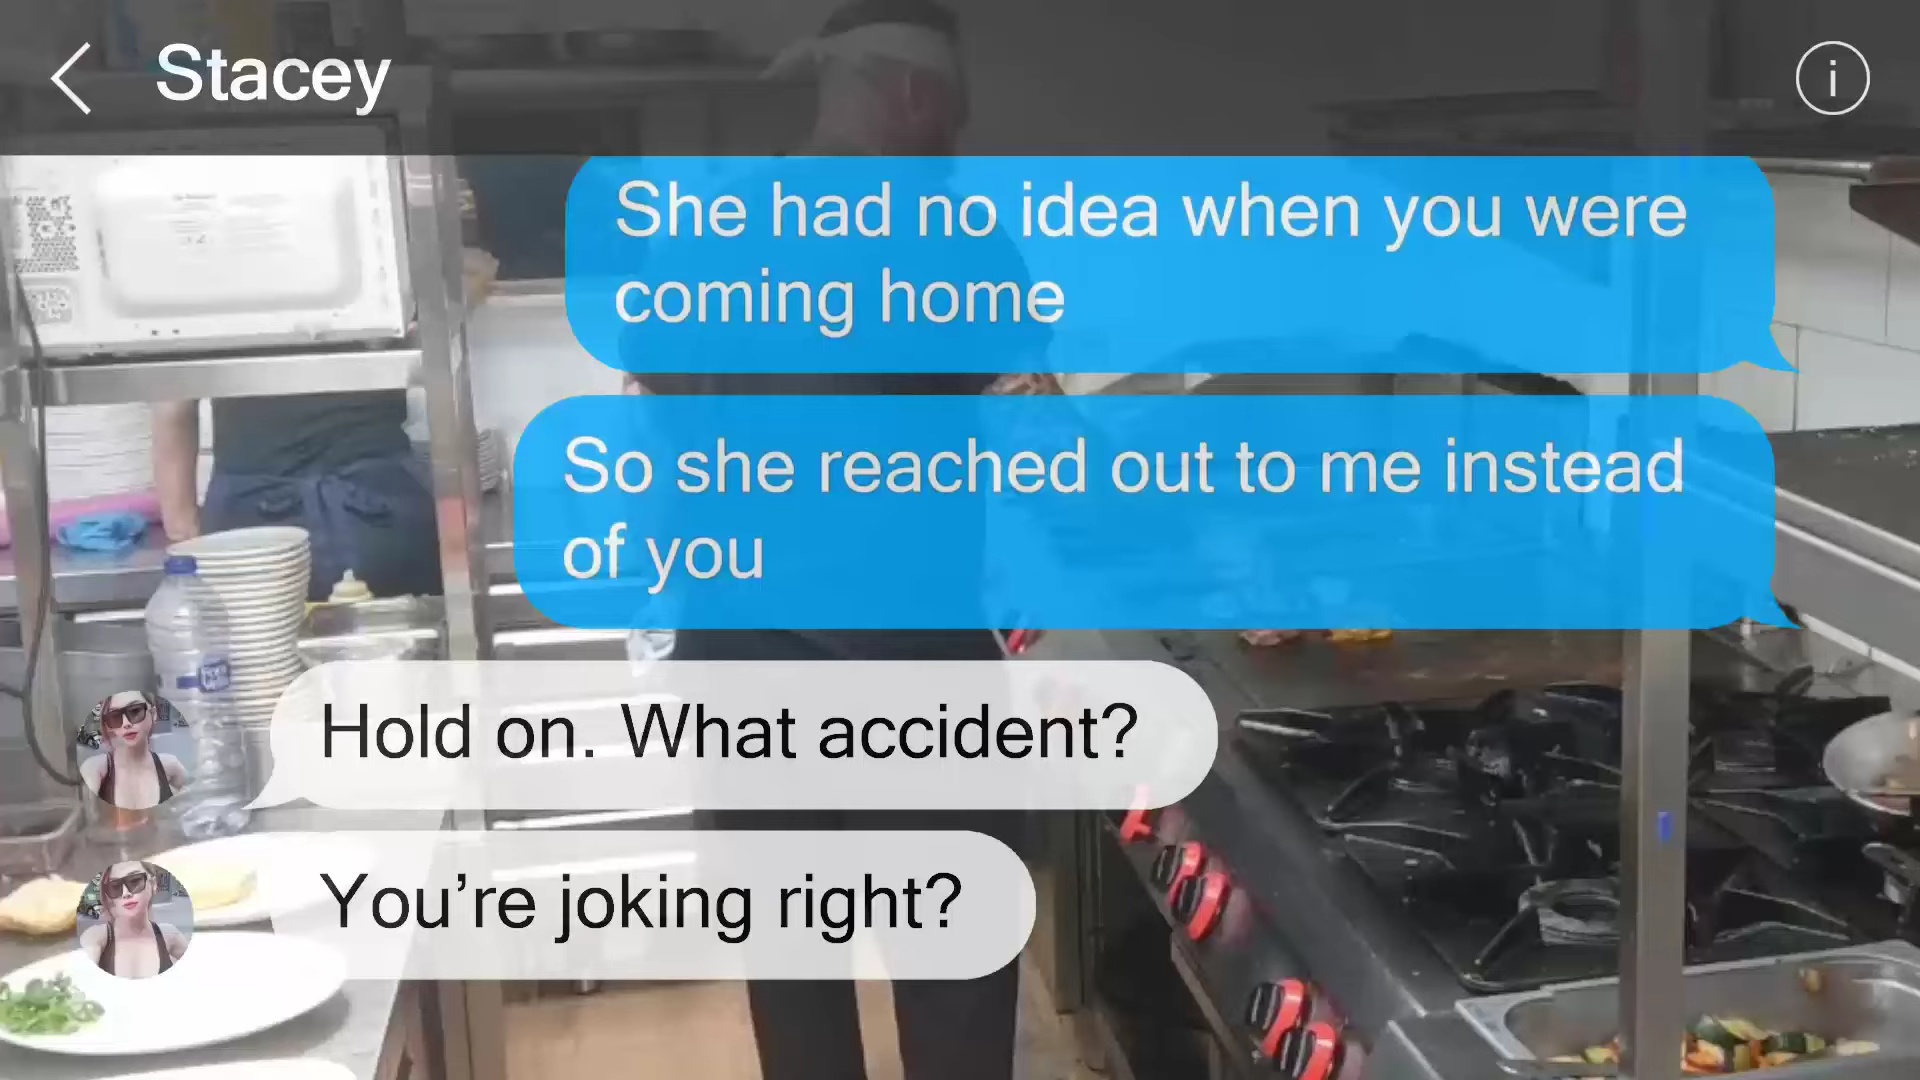 Stacey
She had no idea when you were
coming home
So she reached out to me instead
of you
Hold on. What accident?
You’re joking right?